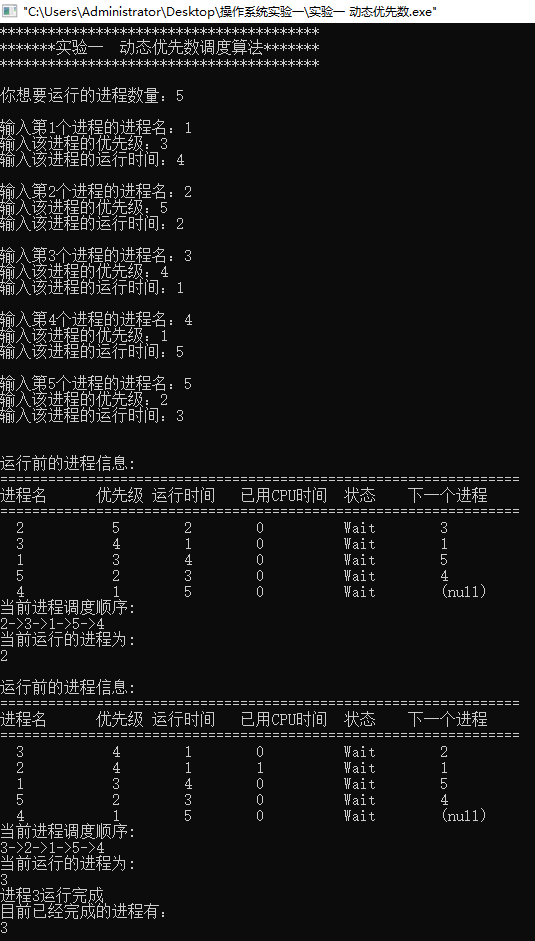 "C:\Users\Administrator\Desktop\操作系统实验一\实验一 动态优先数.exe"
****************************************
*******实验一  动态优先数调度算法*******
****************************************
你想要运行的进程数量：5
输入第1个进程的进程名：1
输入该进程的优先级：3
输入该进程的运行时间：4
输入第2个进程的进程名：2
输入该进程的优先级：5
输入该进程的运行时间：2
输入第3个进程的进程名：3
输入该进程的优先级：4
输入该进程的运行时间：1
输入第4个进程的进程名：4
输入该进程的优先级：1
输入该进程的运行时间：5
输入第5个进程的进程名：5
输入该进程的优先级：2
输入该进程的运行时间：3
运行前的进程信息:
=================================================================
进程名 优先级 运行时间 已用CPU时间 状态 下一个进程
=================================================================
2 5 2 0 Wait 3
3 4 1 0 Wait 1
1 3 4 0 Wait 5
5 2 3 0 Wait 4
4 1 5 0 Wait (null)
当前进程调度顺序:
2->3->1->5->4
当前运行的进程为:
2
运行前的进程信息:
=================================================================
进程名 优先级 运行时间 已用CPU时间 状态 下一个进程
=================================================================
3 4 1 0 Wait 2
2 4 1 1 Wait 1
1 3 4 0 Wait 5
5 2 3 0 Wait 4
4 1 5 0 Wait (null)
当前进程调度顺序:
3->2->1->5->4
当前运行的进程为:
3
进程3运行完成
目前已经完成的进程有：
3